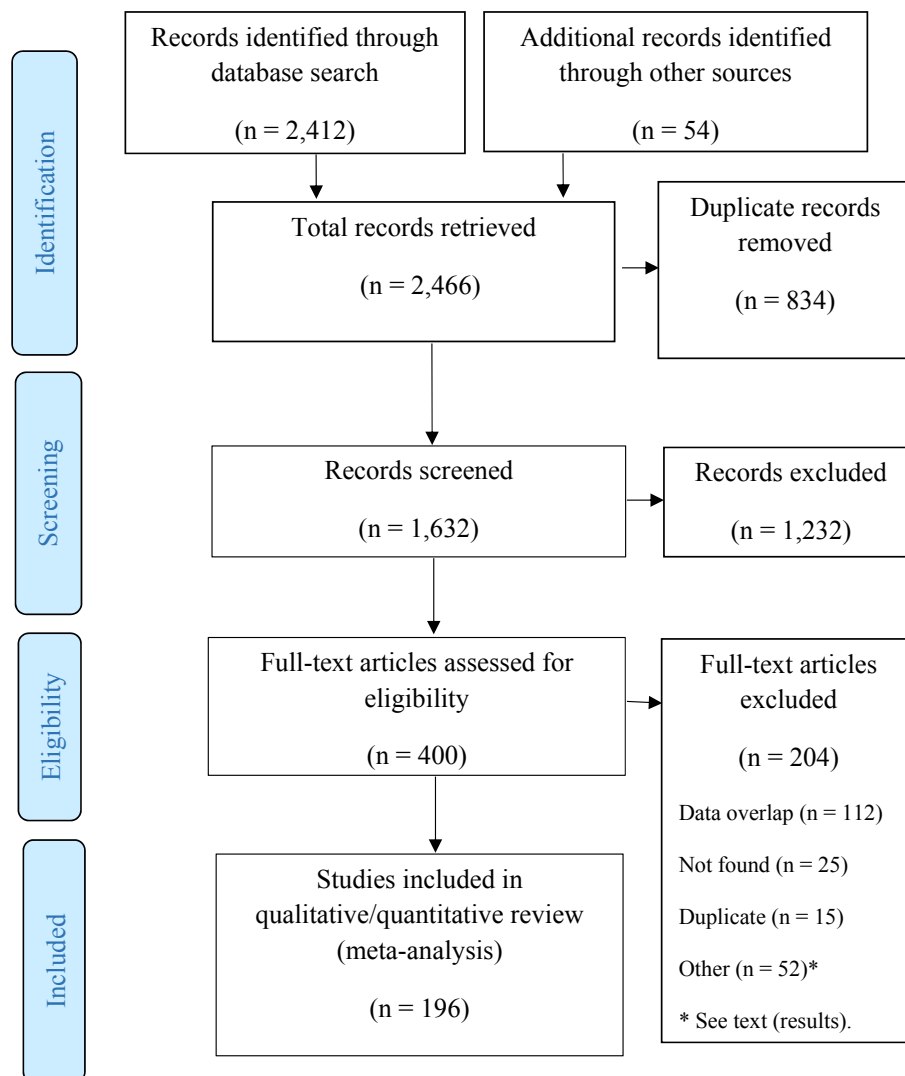 Identification
Records identified through
database search
(n = 2,412)
Additional records identified
through other sources
(n = 54)
Total records retrieved
(n = 2,466)
Duplicate records
removed
(n = 834)
Screening
Records screened
(n = 1,632)
Records excluded
(n = 1,232)
Eligibility
Full-text articles assessed for
eligibility
(n = 400)
Full-text articles
excluded
(n = 204)
Data overlap (n = 112)
Not found (n = 25)
Duplicate (n = 15)
Other (n = 52)*
* See text (results).
Included
Studies included in
qualitative/quantitative review
(meta-analysis)
(n = 196)